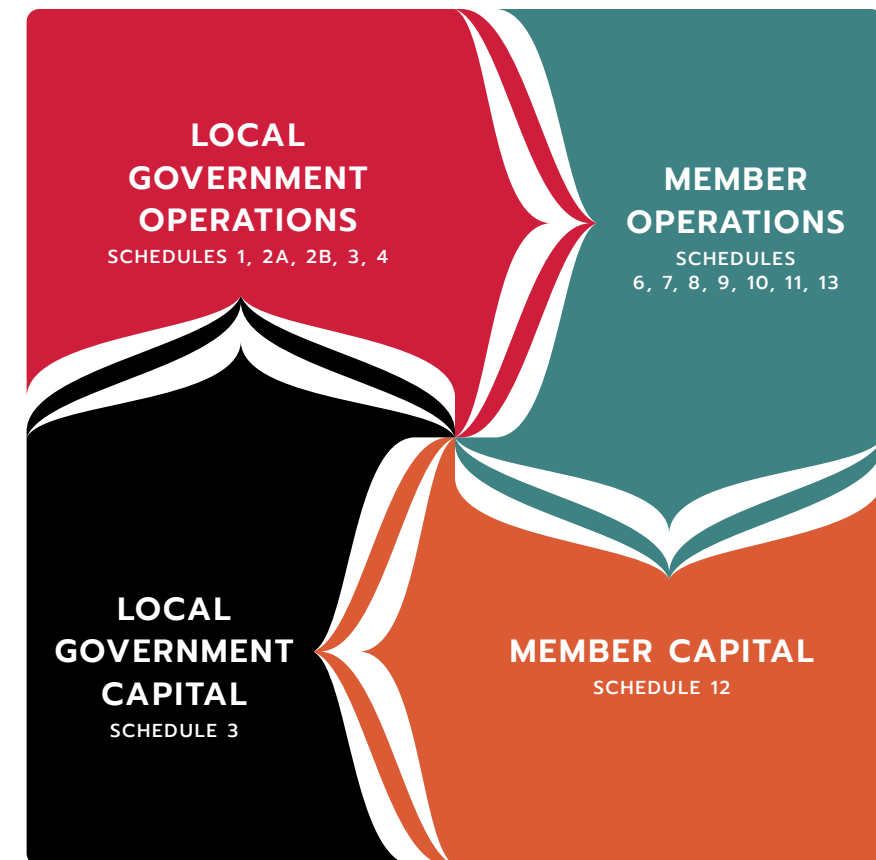 LOCAL
GOVERNMENT
OPERATIONS
SCHEDULES 1, 2A, 2B, 3, 4
MEMBER
OPERATIONS
SCHEDULES
6, 7, 8, 9, 10, 11, 13
LOCAL
GOVERNMENT
CAPITAL
SCHEDULE 3
MEMBER CAPITAL
SCHEDULE 12